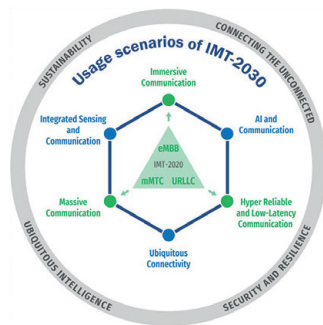 SUSTAINABILITY
CONNECTING THE UNCONNECTED
Usage scenarios of IMT-2030
Immersive
Communication
Integrated Sensing
and
Communication
AI and
Communication
eMBB
IMT-2020
mMTC URLLC
Massive
Communication
Hyper Reliable
and Low-Latency
Communication
Ubiquitous
Connectivity
UBIQUITOUS INTELLIGENCE
SECURITY AND RESILIENCE